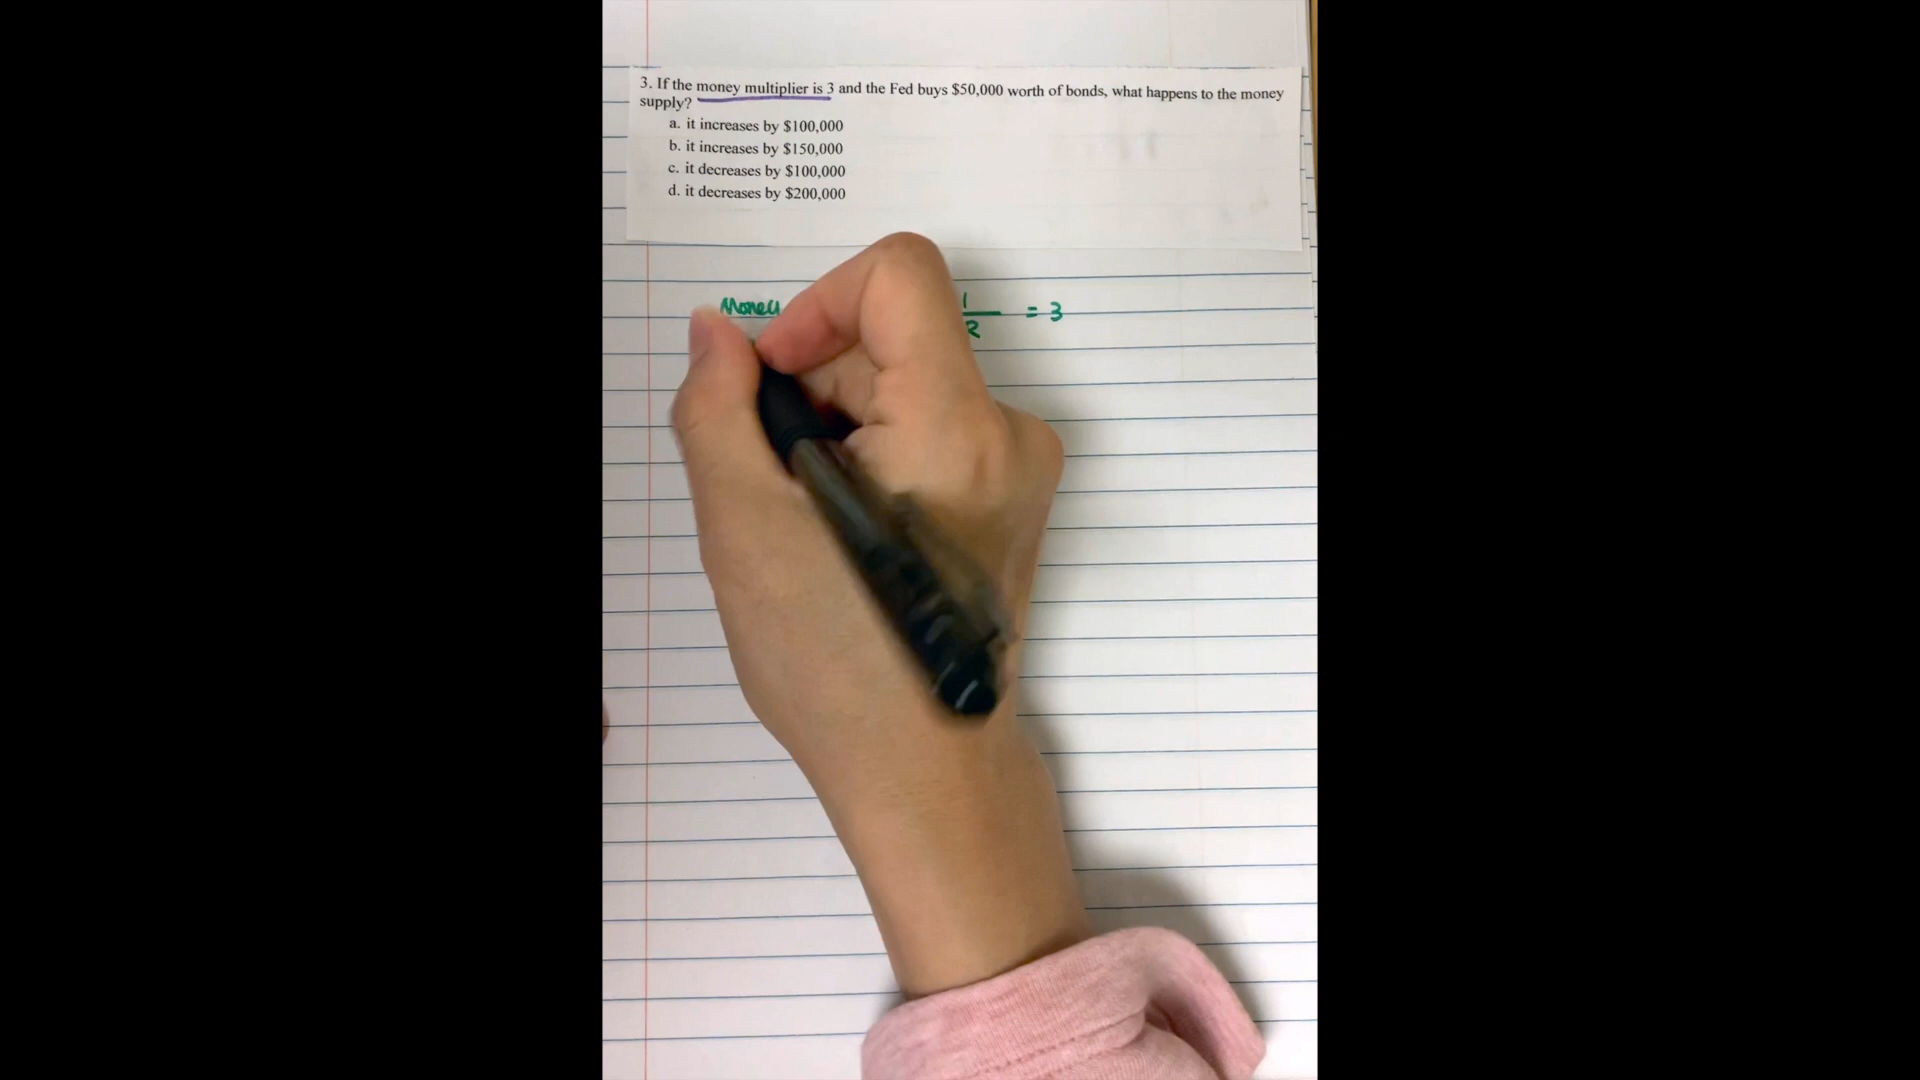 3. If the money multiplier is 3 and the Fed buys $50,000 worth of bonds, what happens to the money
supply?
a. it increases by $100,000
b. it increases by $150,000
c. it decreases by $100,000
d. it decreases by $200,000
Money 1 = 3
R